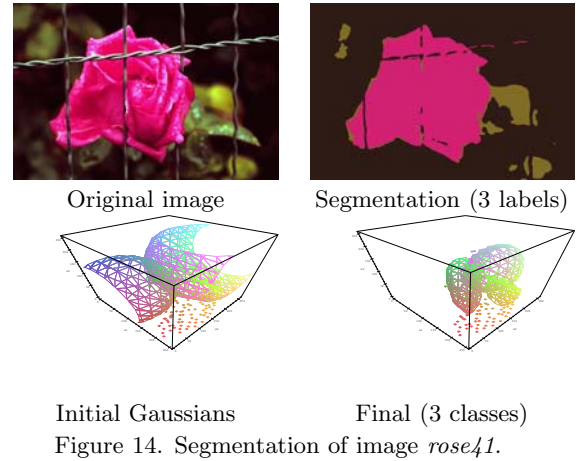 Original image
Segmentation (3 labels)
Initial Gaussians
Final (3 classes)
Figure 14. Segmentation of image rose41.